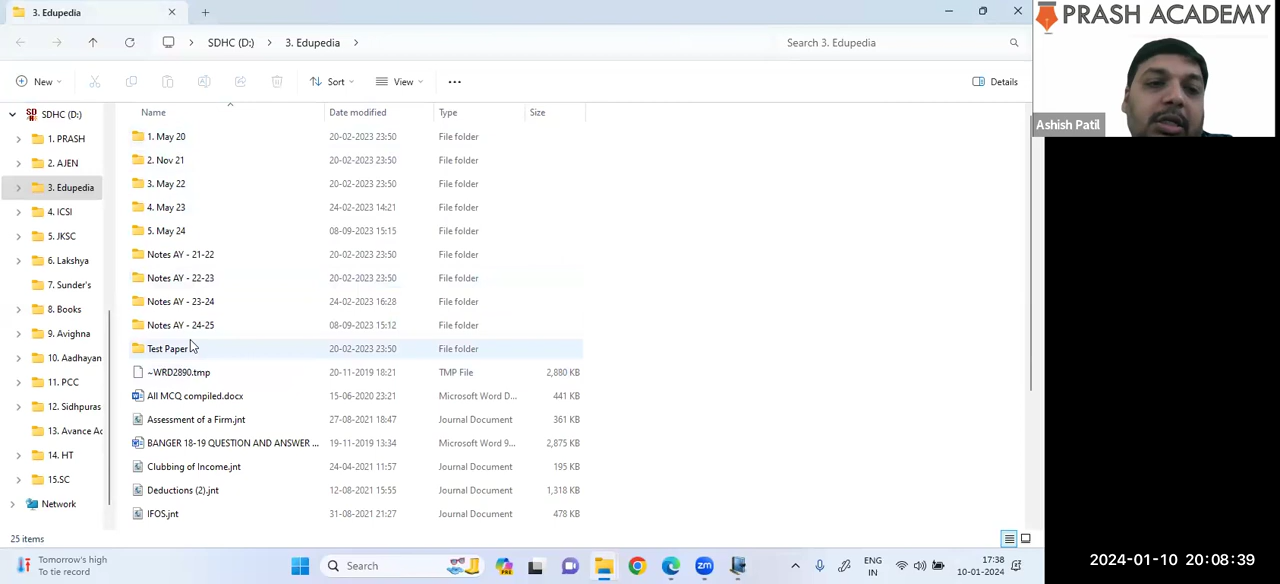 3. Edupedia
SDHC (D:) > 3. Edupedia >
Search 3. Edupedia
New
Sort
View
Details
SDHC (D:)
1. PRASH
2. AJEN
3. Edupedia
4. ICSI
5. JKSC
6. Lakshya
7. Sunder's
8. Books
9. Avighna
10. Aadhayan
11. PCC
12. Sidhpuras
13. Avance Ac
14. HT
15.SC
Network
Name Date modified Type Size
1. May 20 20-02-2023 23:50 File folder
2. Nov 21 20-02-2023 23:50 File folder
3. May 22 20-02-2023 23:50 File folder
4. May 23 24-02-2023 14:21 File folder
5. May 24 08-09-2023 15:15 File folder
Notes AY - 21-22 20-02-2023 23:50 File folder
Notes AY - 22-23 20-02-2023 23:50 File folder
Notes AY - 23-24 24-02-2023 16:28 File folder
Notes AY - 24-25 08-09-2023 15:12 File folder
Test Paper 20-02-2023 23:50 File folder
~WRD2890.tmp 20-11-2019 18:21 TMP File 2,880 KB
All MCQ compiled.docx 15-06-2020 23:21 Microsoft Word D... 441 KB
Assessment of a Firm.jnt 27-08-2021 18:47 Journal Document 361 KB
BANGER 18-19 QUESTION AND ANSWER ... 19-11-2019 13:34 Microsoft Word 9... 2,875 KB
Clubbing of Income.jnt 24-04-2021 11:57 Journal Document 195 KB
Deductions (2).jnt 12-08-2021 15:55 Journal Document 1,318 KB
IFOS.jnt 31-08-2021 21:27 Journal Document 478 KB
25 items
Tomorrow's high
To tie record
Search
ENG
IN
17:38
10-01-2024
PRASH ACADEMY
Ashish Patil
2024-01-10 20:08:39